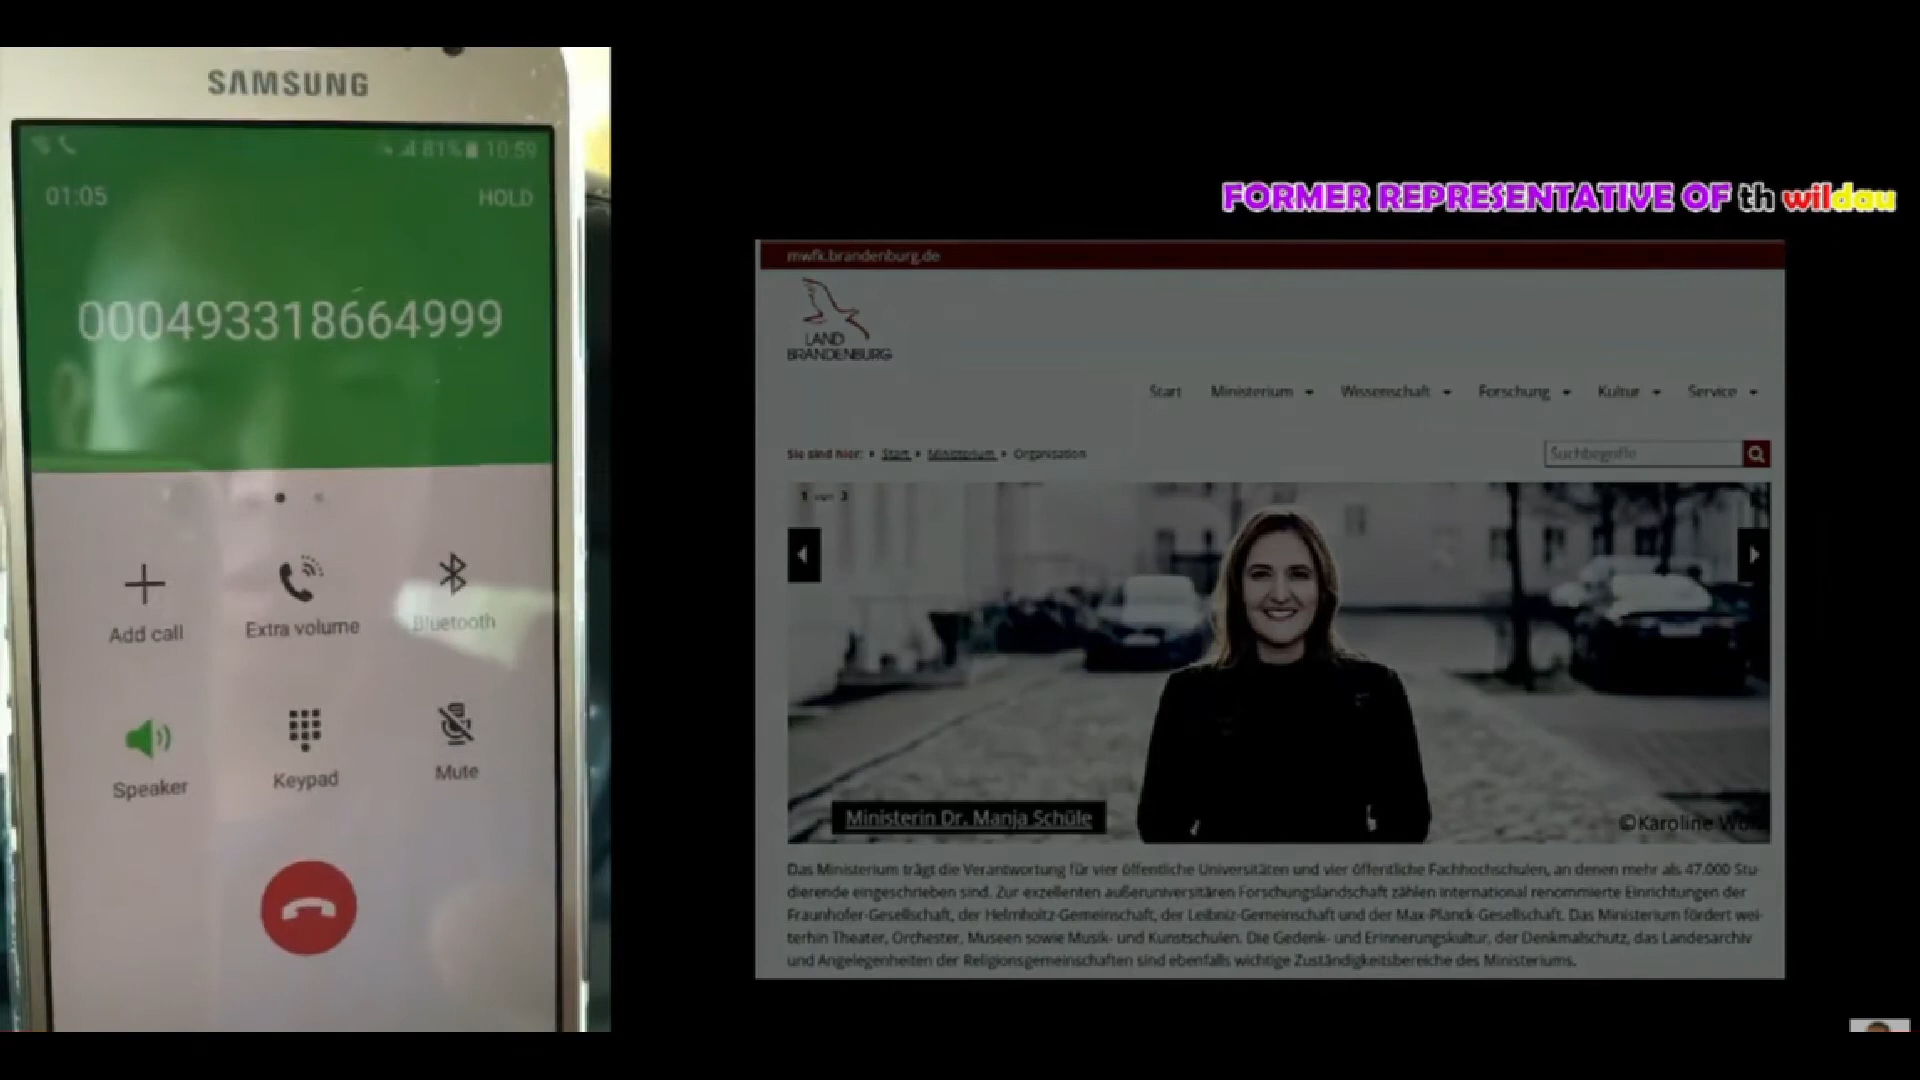 SAMSUNG
81% 10:59
01:05 HOLD
000493318664999
Add call
Extra volume
Bluetooth
Speaker
Keypad
Mute
FORMER REPRESENTATIVE OF th wildau
mwfk.brandenburg.de
LAND
BRANDENBURG
Start Ministerium Wissenschaft Forschung Kultur Service
Sie sind hier: Start Ministerium Organisation
Suchbegriffe
1 von 3
Ministerin Dr. Manja Schüle
©Karoline
Das Ministerium trägt die Verantwortung für vier öffentliche Universitäten und vier öffentliche Fachhochschulen, an denen mehr als 47.000 Stu-
dierende eingeschrieben sind. Zur exzellenten außeruniversitären Forschungslandschaft zählen international renommierte Einrichtungen der
Fraunhofer-Gesellschaft, der Helmholtz-Gemeinschaft, der Leibniz-Gemeinschaft und der Max-Planck-Gesellschaft. Das Ministerium fördert wei-
terhin Theater, Orchester, Museen sowie Musik- und Kunstschulen. Die Gedenk- und Erinnerungskultur, der Denkmalschutz, das Landesarchiv
und Angelegenheiten der Religionsgemeinschaften sind ebenfalls wichtige Zuständigkeitsbereiche des Ministeriums.